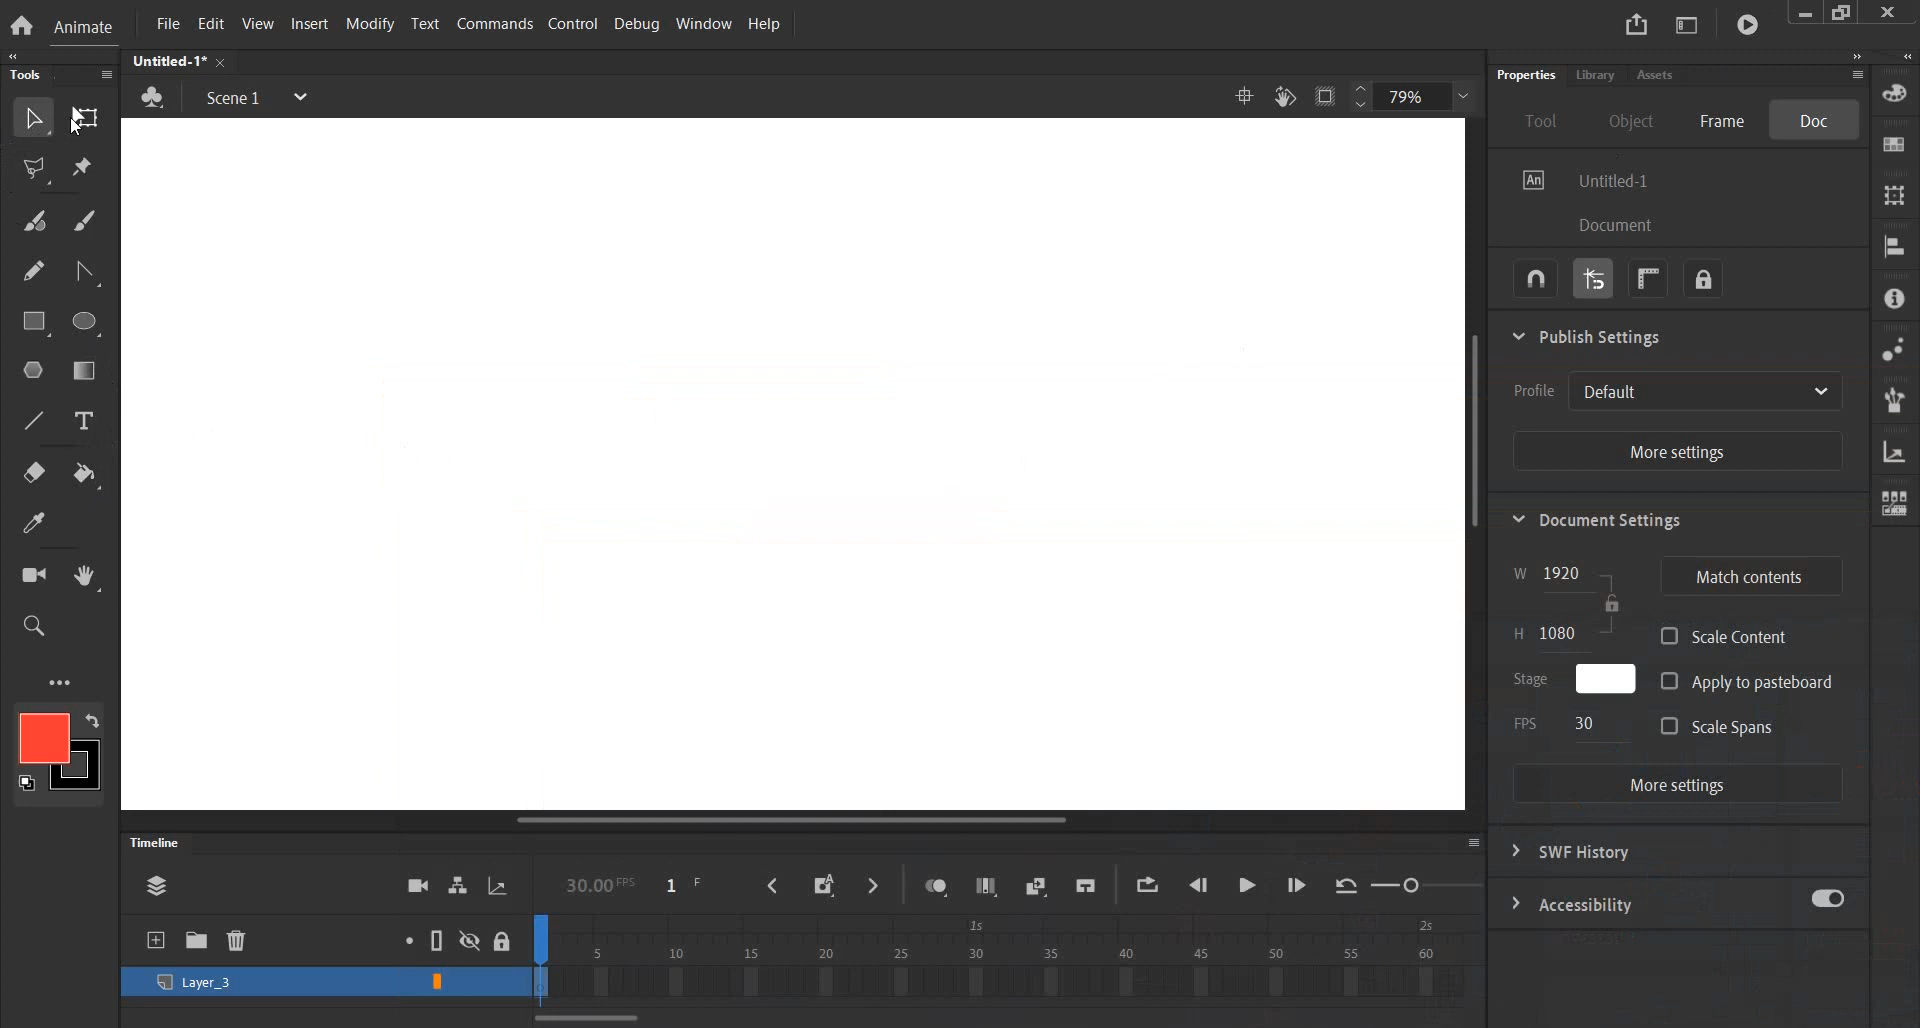 Animate File Edit View Insert Modify Text Commands Control Debug Window Help
Untitled-1*
Tools
Properties Library Assets
Scene 1
79%
Tool Object Frame Doc
An Untitled-1
Document
Publish Settings
Profile Default
More settings
Document Settings
W 1920
Match contents
H 1080
Scale Content
Stage
Apply to pasteboard
FPS 30
Scale Spans
More settings
SWF History
Accessibility
Timeline
30.00 FPS 1 F
1s 2s
5 10 15 20 25 30 35 40 45 50 55 60
Layer_3